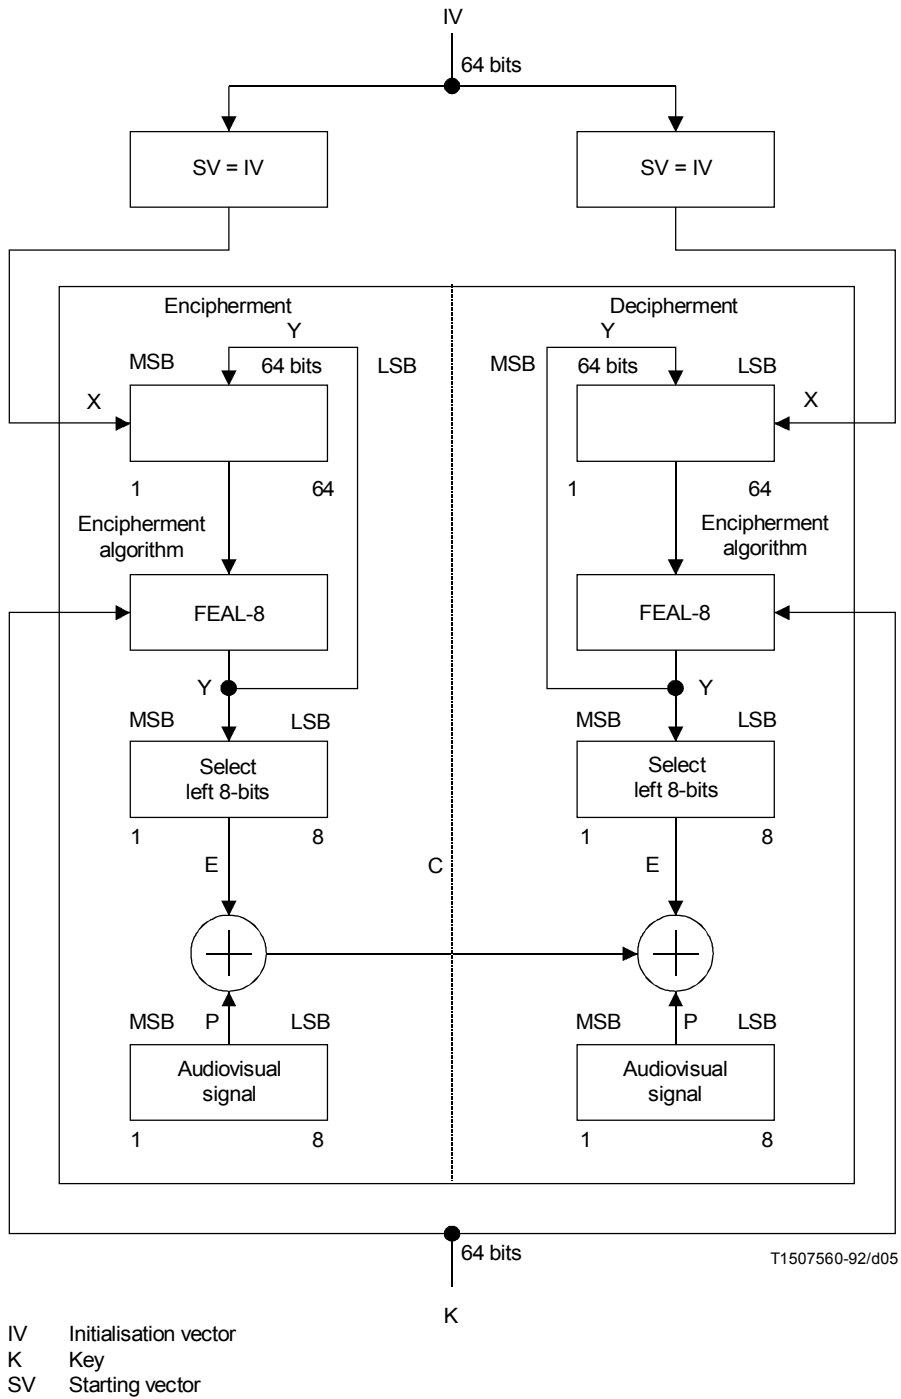 IV
64 bits
SV = IV
SV = IV
Encipherment
Decipherment
Y
Y
MSB
64 bits
LSB
MSB
64 bits
LSB
X
X
1
64
1
64
Encipherment
algorithm
Encipherment
algorithm
FEAL-8
FEAL-8
Y
Y
MSB
LSB
MSB
LSB
Select
left 8-bits
Select
left 8-bits
1
8
1
8
E
C
E
MSB
P
LSB
MSB
P
LSB
Audiovisual
signal
Audiovisual
signal
1
8
1
8
64 bits
T1507560-92/d05
K
IV Initialisation vector
K Key
SV Starting vector